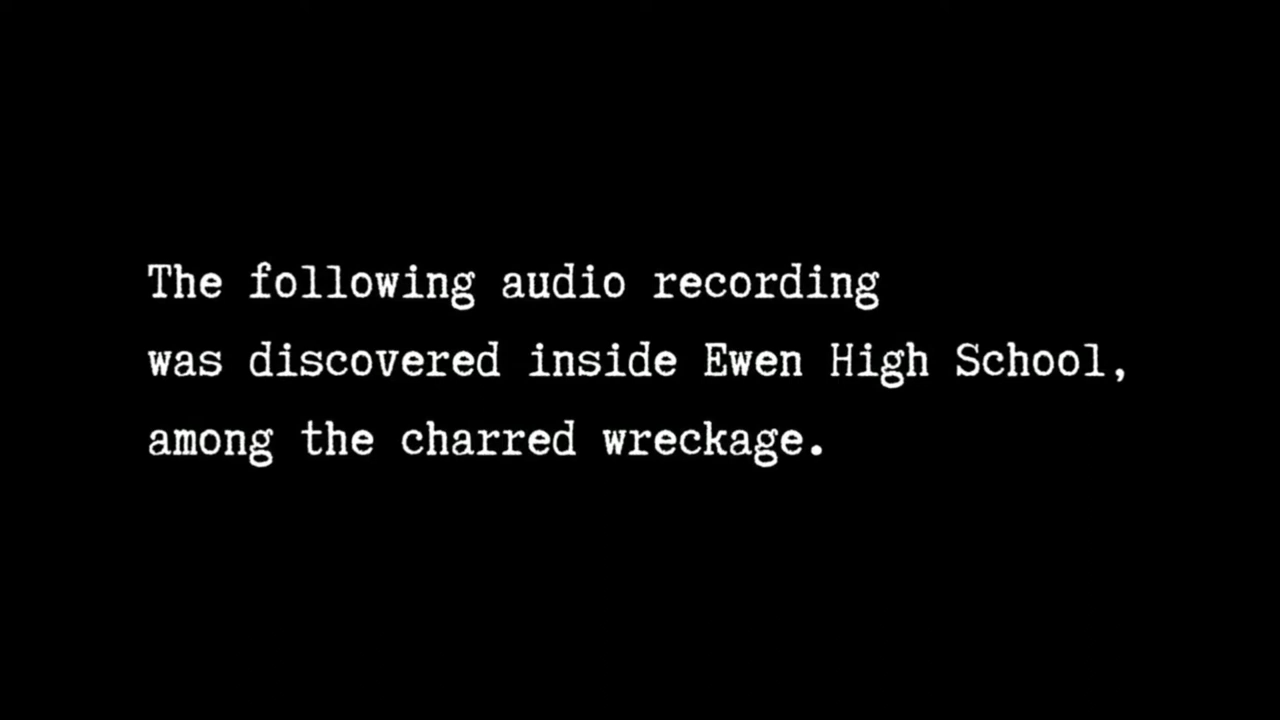 The following audio recording
was discovered inside Ewen High School,
among the charred wreckage.